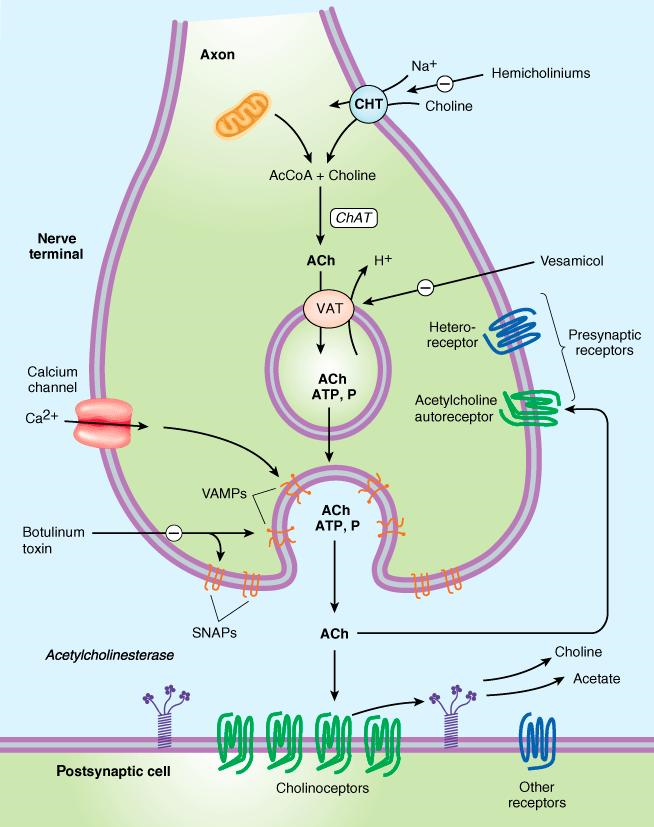 Axon
Na+
Hemicholiniums
−
CHT
Choline
AcCoA + Choline
ChAT
Nerve
terminal
ACh
H+
Vesamicol
−
VAT
Hetero-
receptor
Presynaptic
receptors
Calcium
channel
ACh
ATP, P
Acetylcholine
autoreceptor
Ca2+
VAMPs
ACh
ATP, P
Botulinum
toxin
−
SNAPs
ACh
Acetylcholinesterase
Choline
Acetate
Postsynaptic cell
Cholinoceptors
Other
receptors